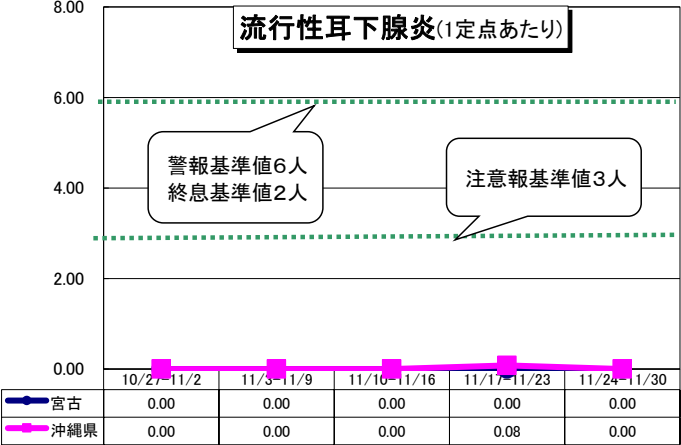 流行性耳下腺炎(1定点あたり)
8.00
6.00
警報基準値6人
終息基準値2人
注意報基準値3人
4.00
2.00
0.00
10/27-11/2 11/3-11/9 11/10-11/16 11/17-11/23 11/24-11/30
宮古 0.00 0.00 0.00 0.00 0.00
沖縄県 0.00 0.00 0.00 0.08 0.00